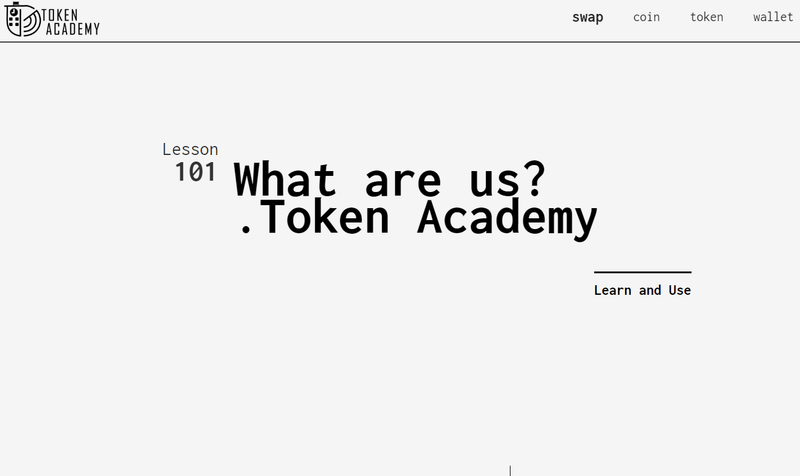 TOKEN
ACADEMY
swap coin token wallet
Lesson
101
What are us?
.Token Academy
Learn and Use